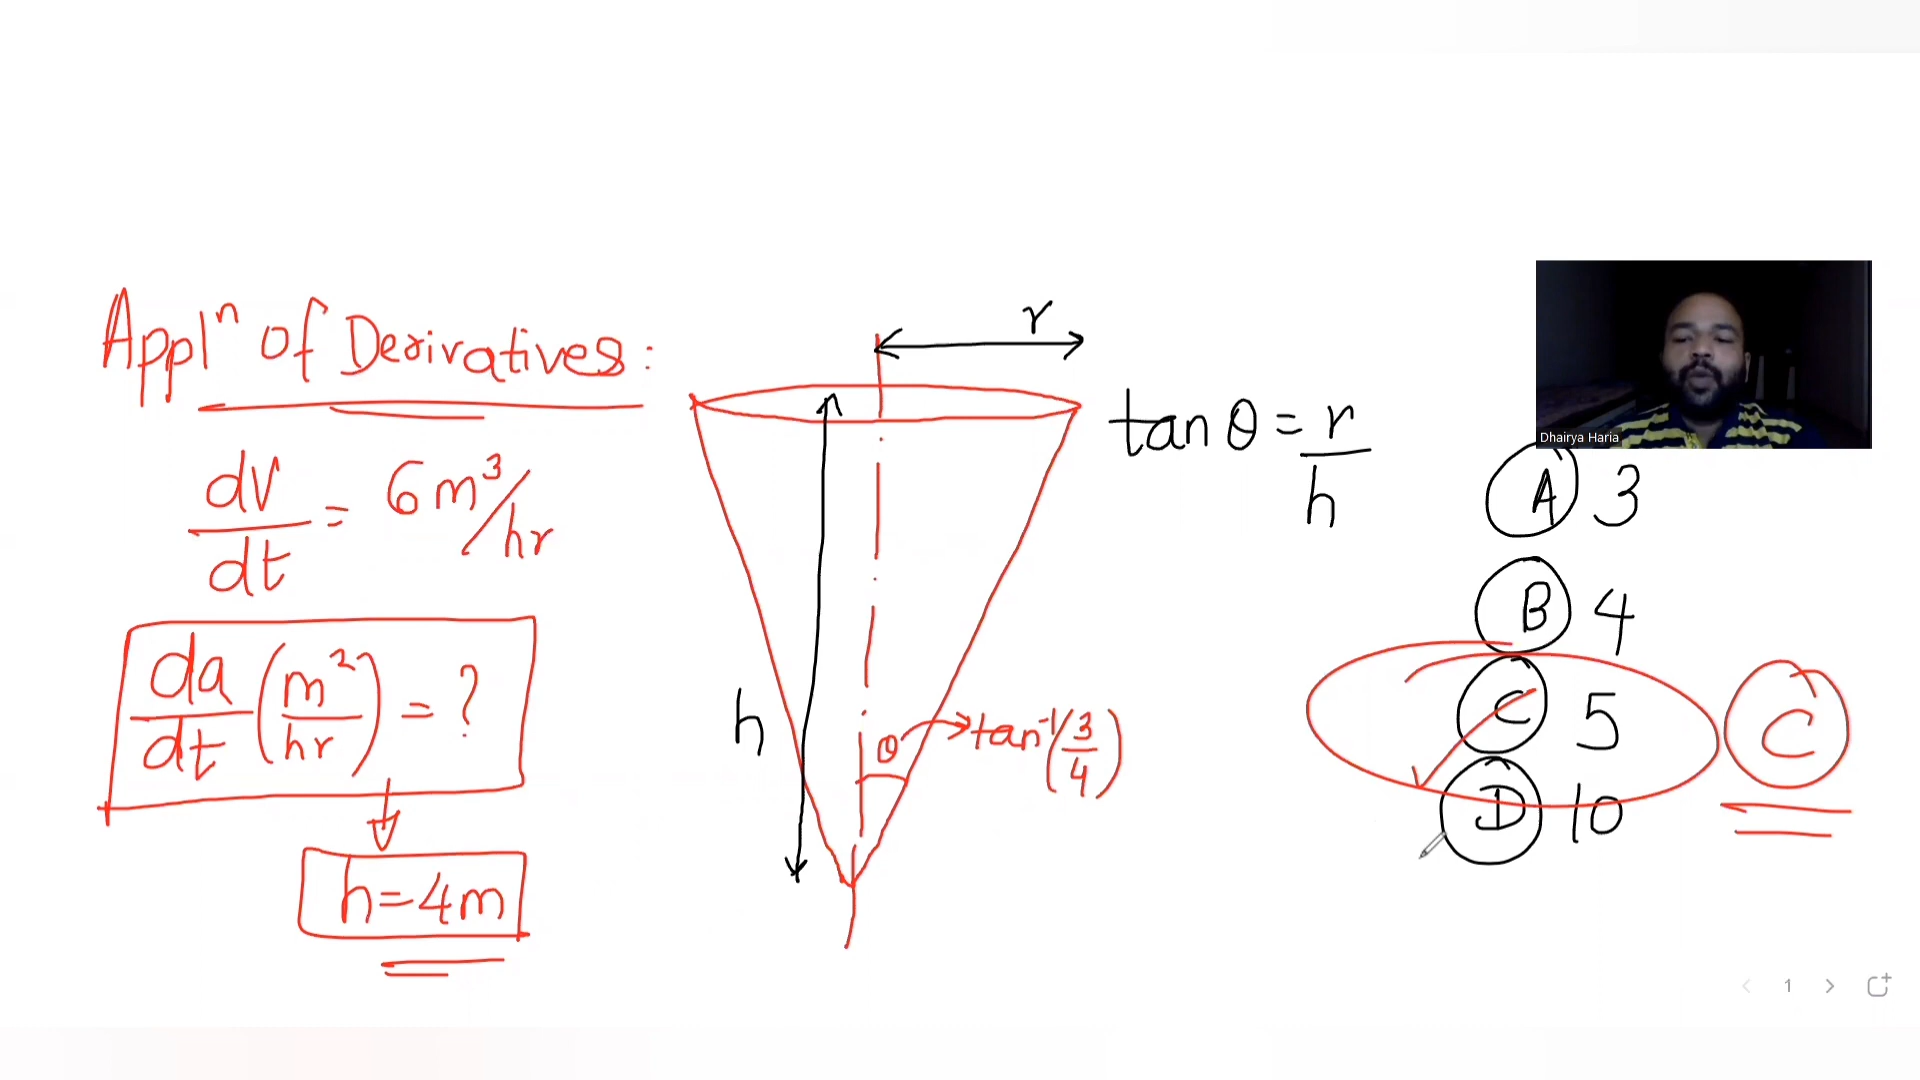 Applⁿ of Derivatives:
dV/dt = 6 m³/hr
da/dt (m²/hr) = ?
h=4m
r
h
θ
tan⁻¹(3/4)
tan θ = r/h
Dhairya Haria
A 3
B 4
C 5
D 10
C
1